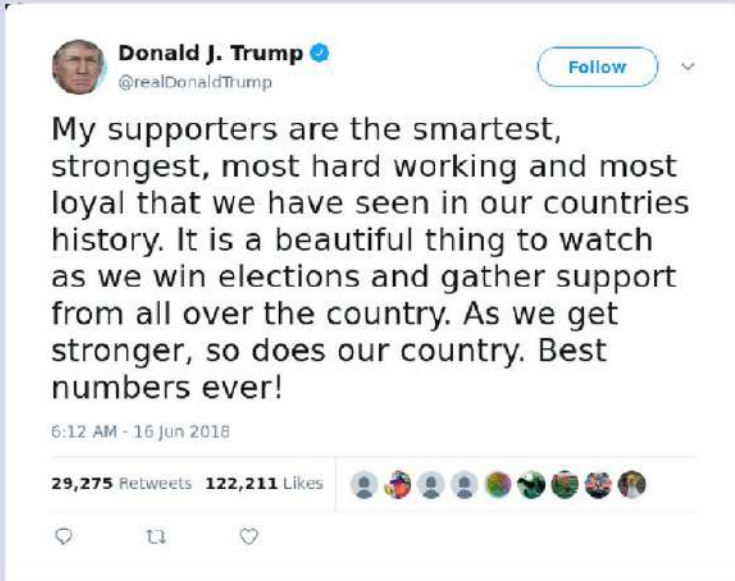 Donald J. Trump
@realDonaldTrump
Follow
My supporters are the smartest,
strongest, most hard working and most
loyal that we have seen in our countries
history. It is a beautiful thing to watch
as we win elections and gather support
from all over the country. As we get
stronger, so does our country. Best
numbers ever!
6:12 AM - 16 Jun 2018
29,275 Retweets 122,211 Likes